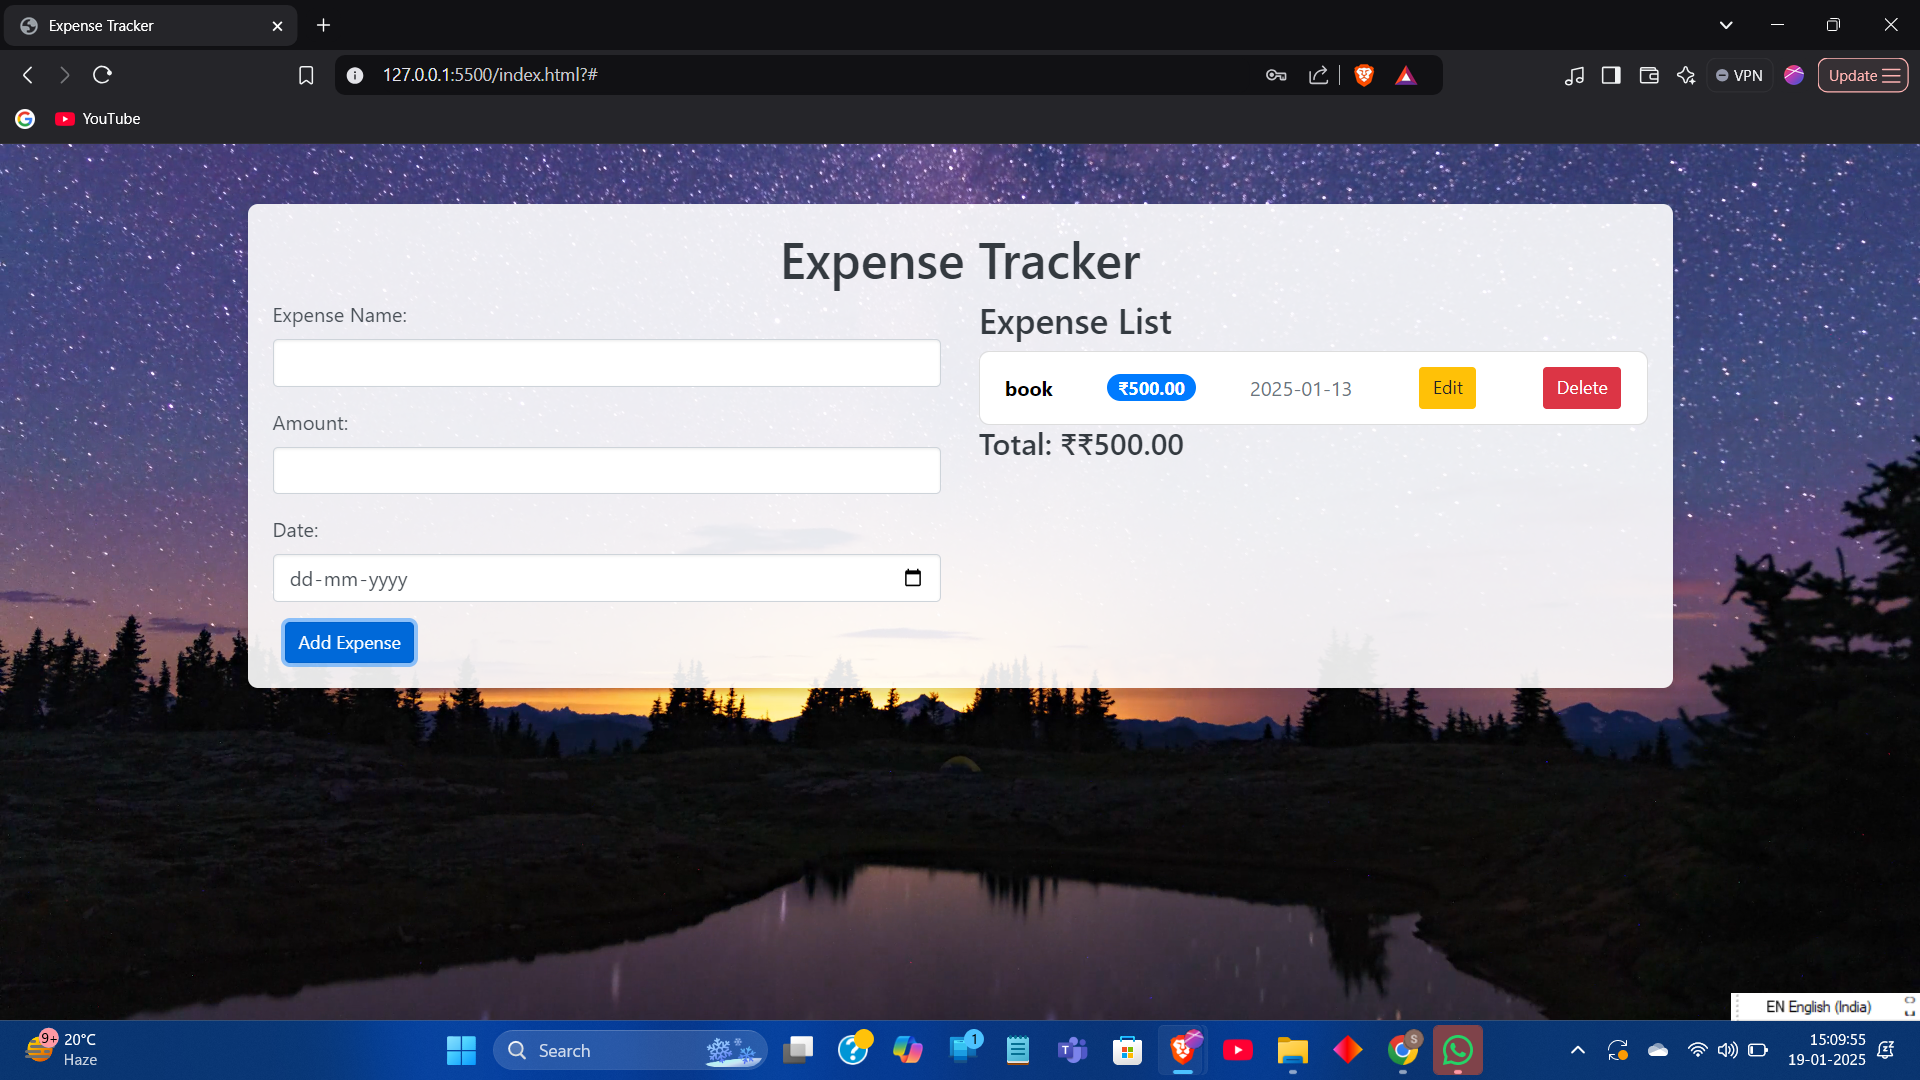 Expense Tracker
127.0.0.1:5500/index.html?#
VPN
Update
YouTube
Expense Tracker
Expense Name:
Amount:
Date:
dd-mm-yyyy
Add Expense
Expense List
book ₹500.00 2025-01-13 Edit Delete
Total: ₹₹500.00
EN English (India)
9+
20°C
Haze
Search
1
S
15:09:55
19-01-2025